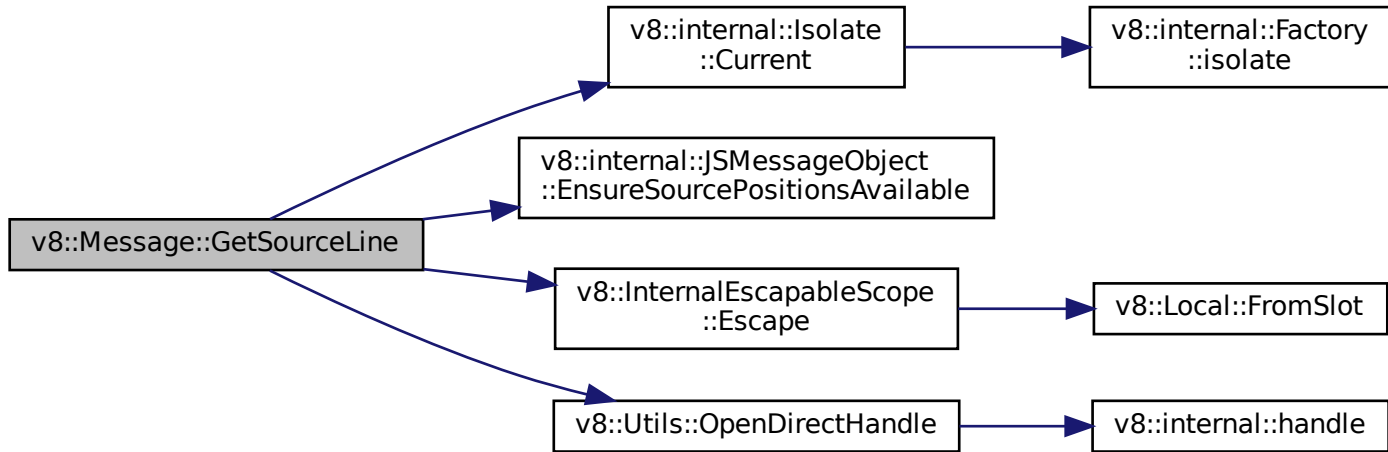 v8::internal::Isolate
::Current
v8::internal::Factory
::isolate
v8::internal::JSMessageObject
::EnsureSourcePositionsAvailable
v8::Message::GetSourceLine
v8::InternalEscapableScope
::Escape
v8::Local::FromSlot
v8::Utils::OpenDirectHandle
v8::internal::handle